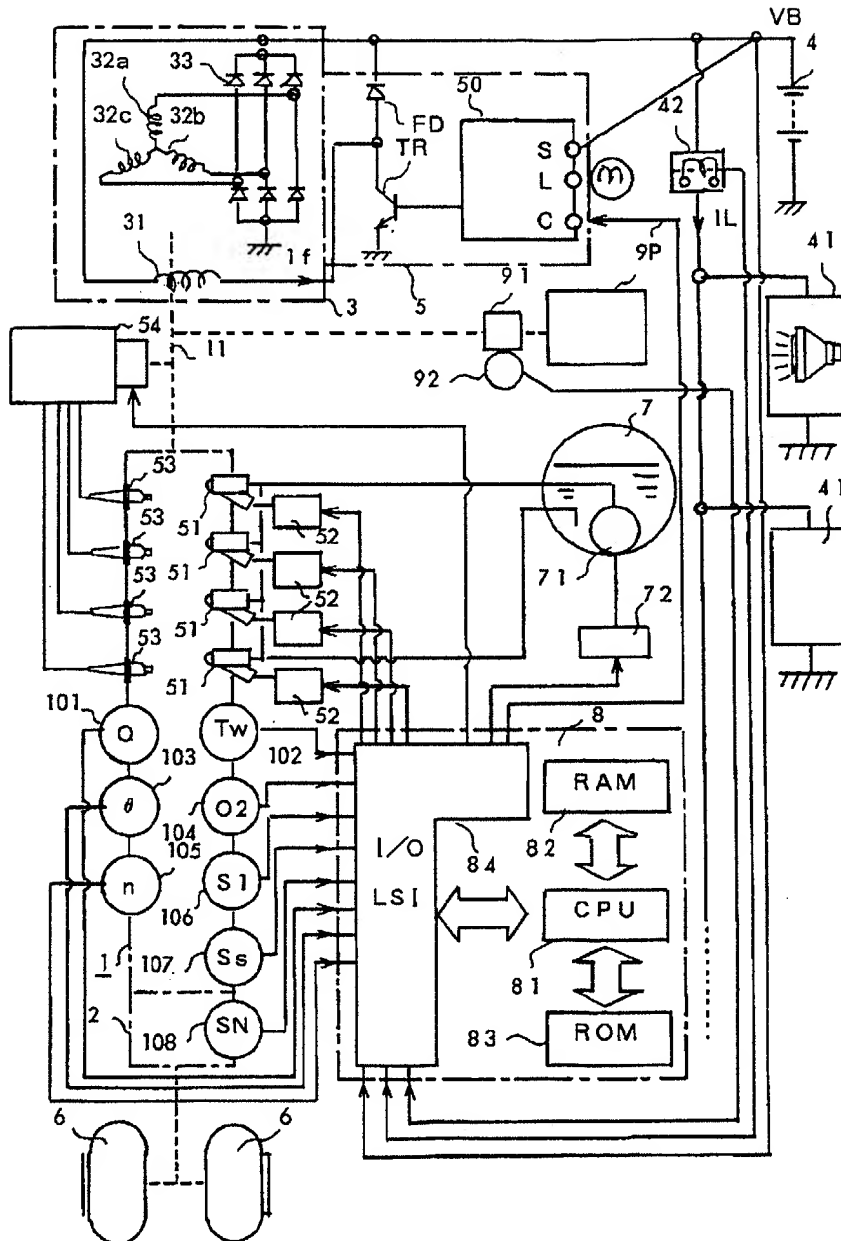 VB
32a
33
4
50
42
32c
32b
FD
TR
S
L
C
M
IL
31
1f
9P
41
3
5
91
54
11
92
7
53
51
52
53
51
52
41
53
51
52
71
72
53
51
52
101
Q
Tw
102
8
103
RAM
θ
O2
104
82
105
I/O
84
n
S1
LSI
CPU
106
81
1
107
Ss
2
SN
108
83
ROM
6
6